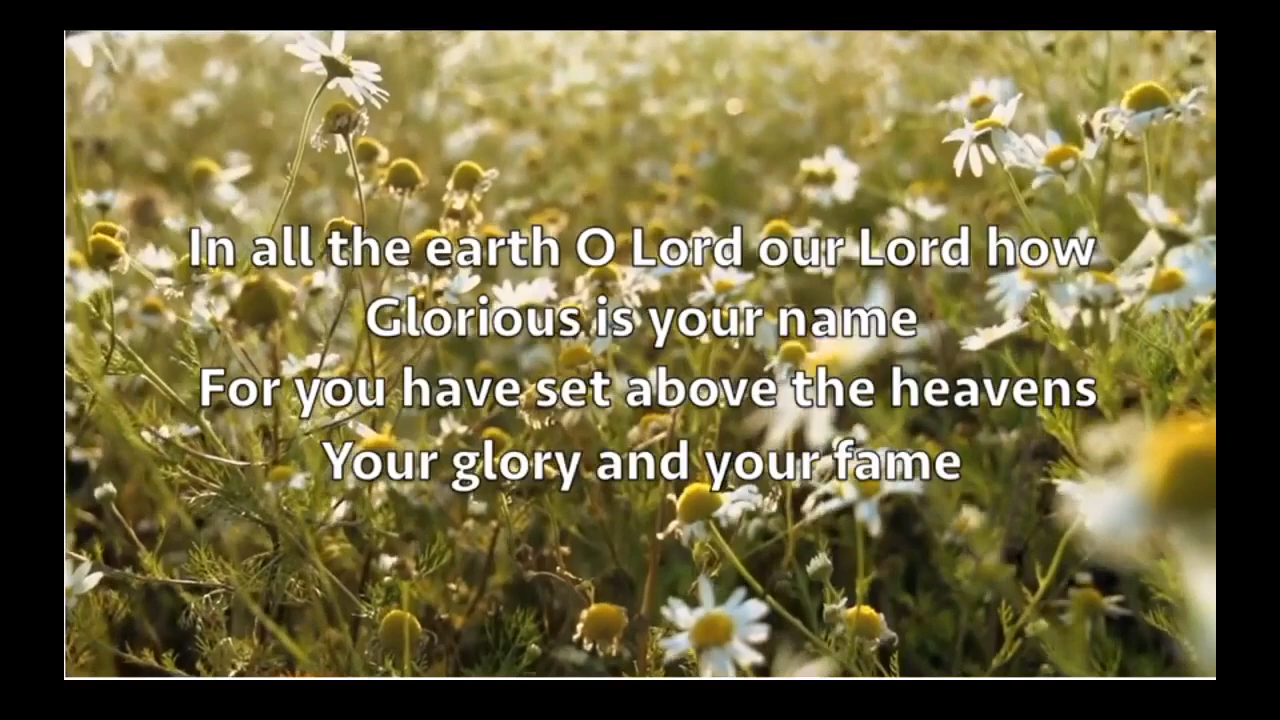 In all the earth O Lord our Lord how
Glorious is your name
For you have set above the heavens
Your glory and your fame